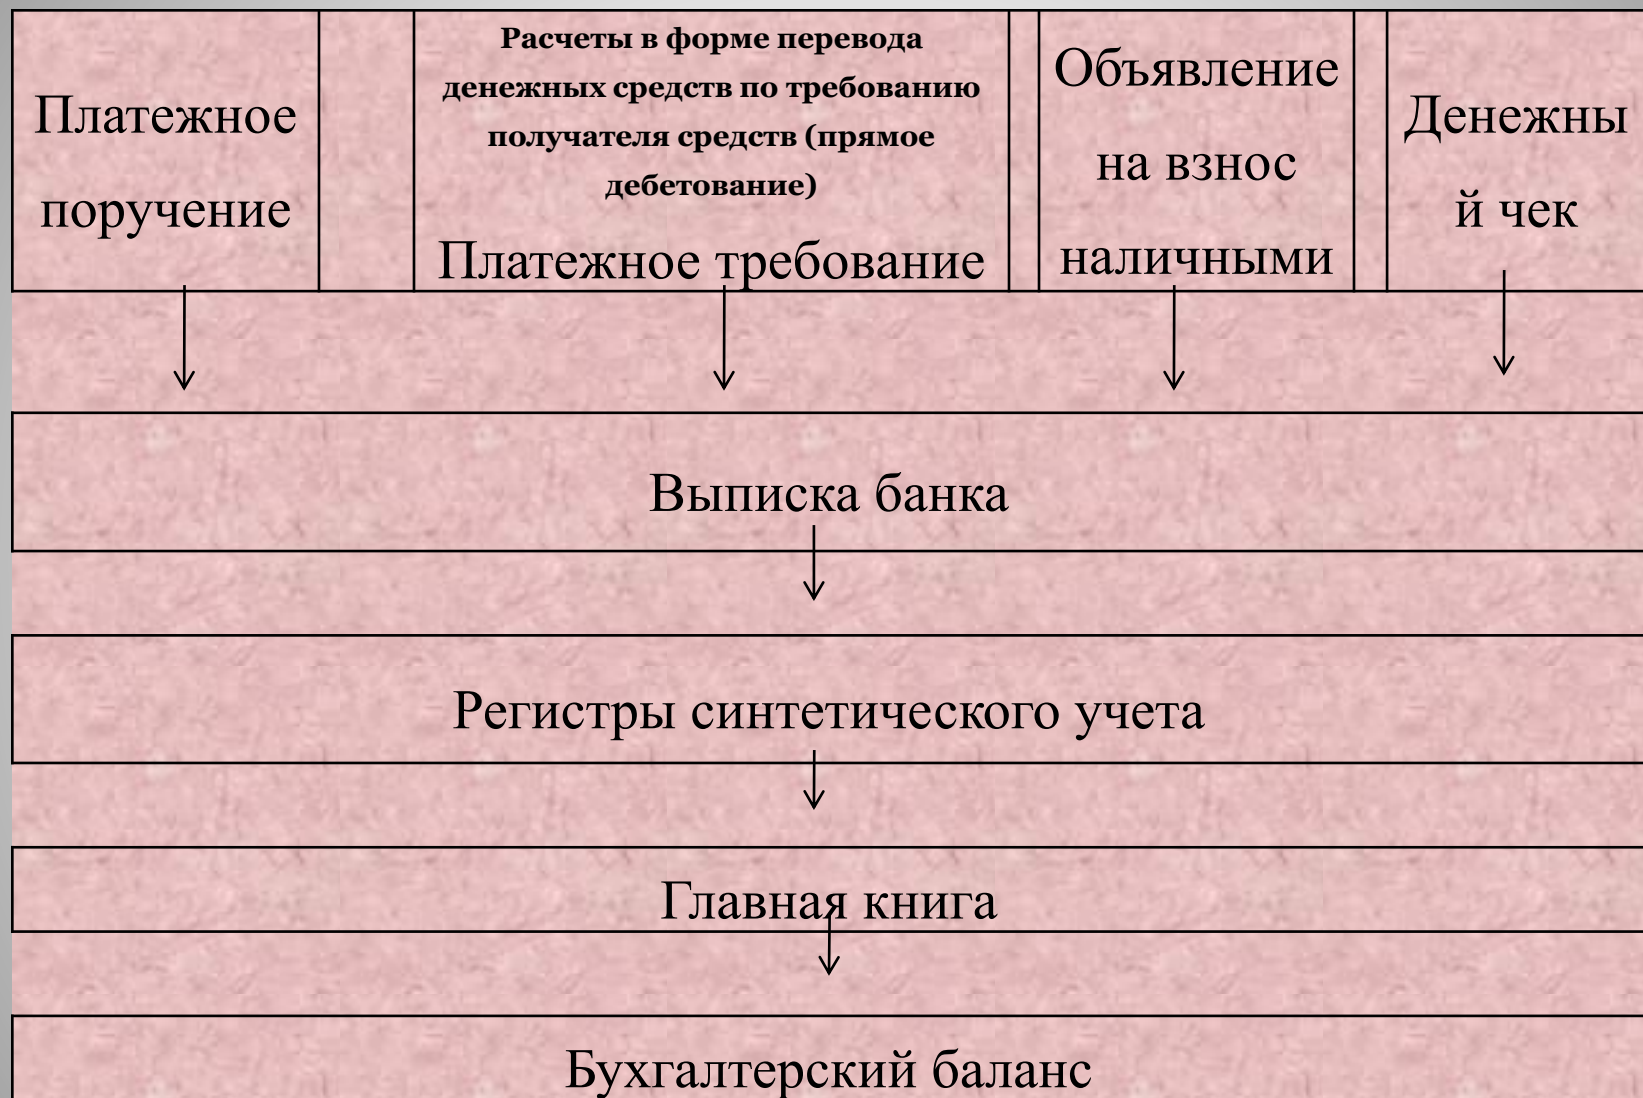 Платежное
поручение
Расчеты в форме перевода
денежных средств по требованию
получателя средств (прямое
дебетование)
Платежное требование
Объявление
на взнос
наличными
Денежны
й чек
Выписка банка
Регистры синтетического учета
Главная книга
Бухгалтерский баланс